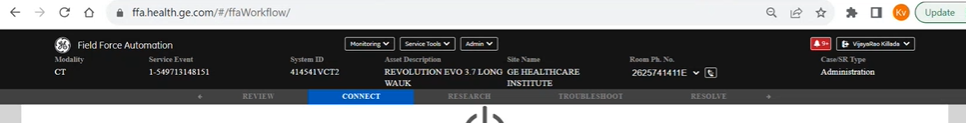 ffa.health.ge.com/#/ffaWorkflow/
Kv
Update
Field Force Automation
Monitoring
Service Tools
Admin
9+
VijayaRao Killada
Modality
Service Event
System ID
Asset Description
Site Name
Room Ph. No.
Case/SR Type
CT
1-549713148151
414541VCT2
REVOLUTION EVO 3.7 LONG WAUK
GE HEALTHCARE INSTITUTE
2625741411E
Administration
+ REVIEW CONNECT RESEARCH TROUBLESHOOT RESOLVE +